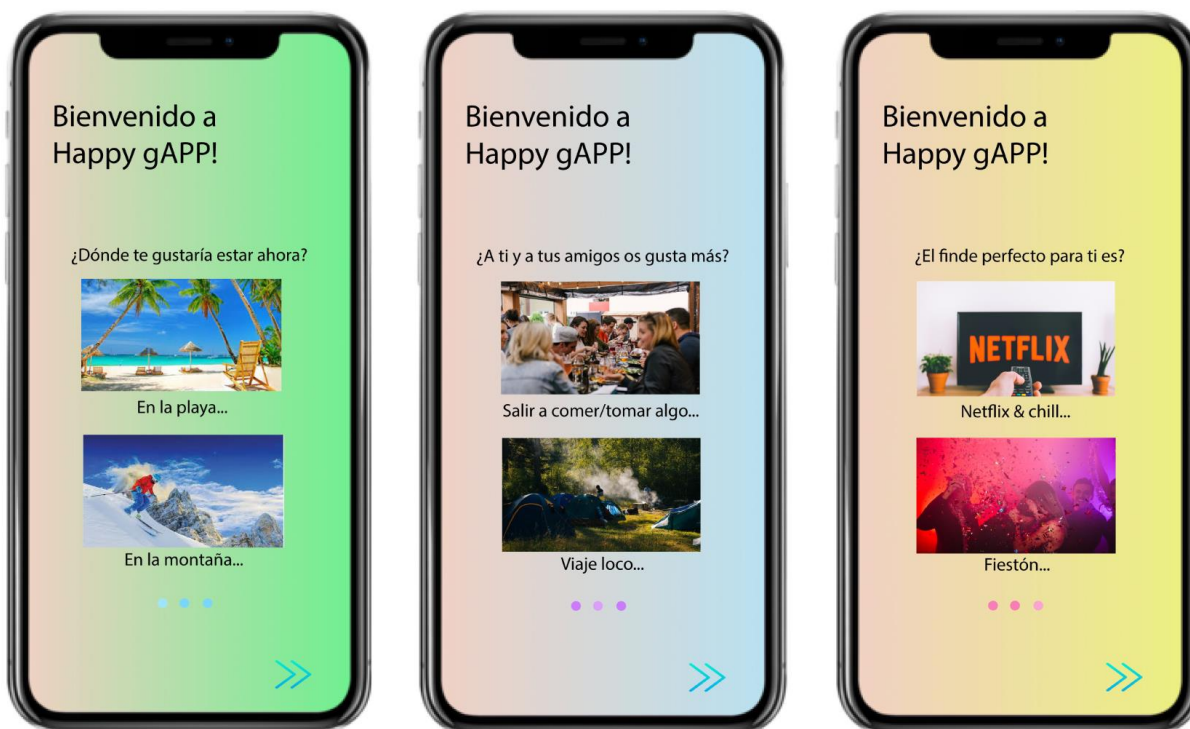 Bienvenido a
Happy gAPP!
¿Dónde te gustaría estar ahora?
En la playa...
En la montaña...
Bienvenido a
Happy gAPP!
¿A ti y a tus amigos os gusta más?
Salir a comer/tomar algo...
Viaje loco...
Bienvenido a
Happy gAPP!
¿El finde perfecto para ti es?
NETFLIX
Netflix & chill...
Fiestón...